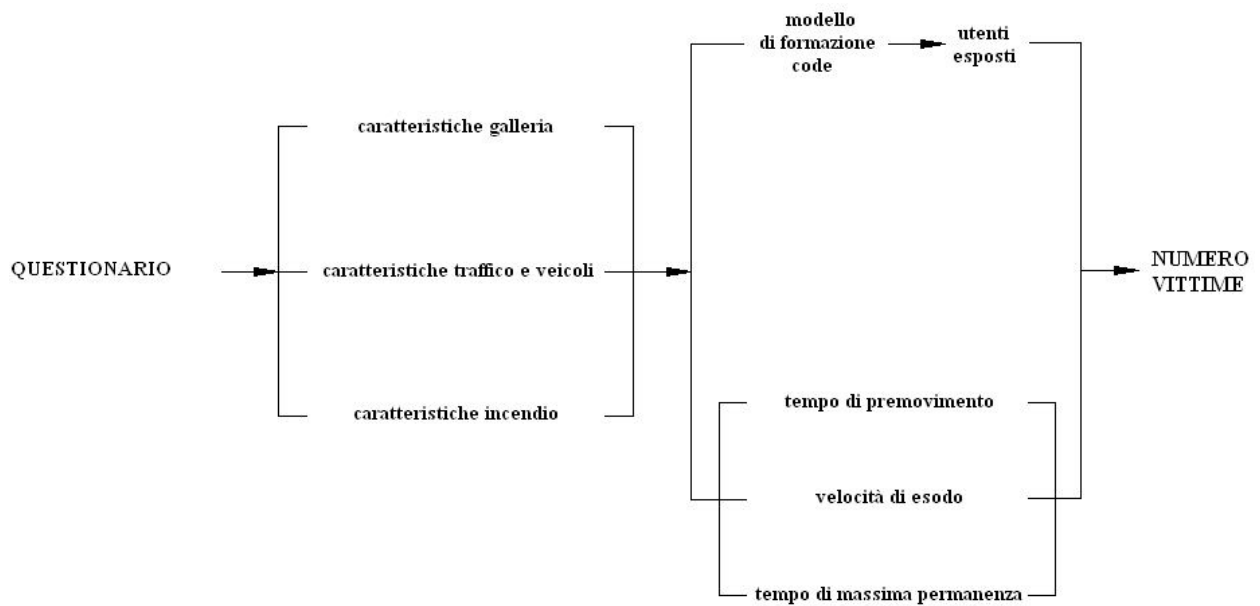 modello
di formazione
code
utenti
esposti
caratteristiche galleria
QUESTIONARIO
caratteristiche traffico e veicoli
NUMERO
VITTIME
caratteristiche incendio
tempo di premovimento
velocità di esodo
tempo di massima permanenza